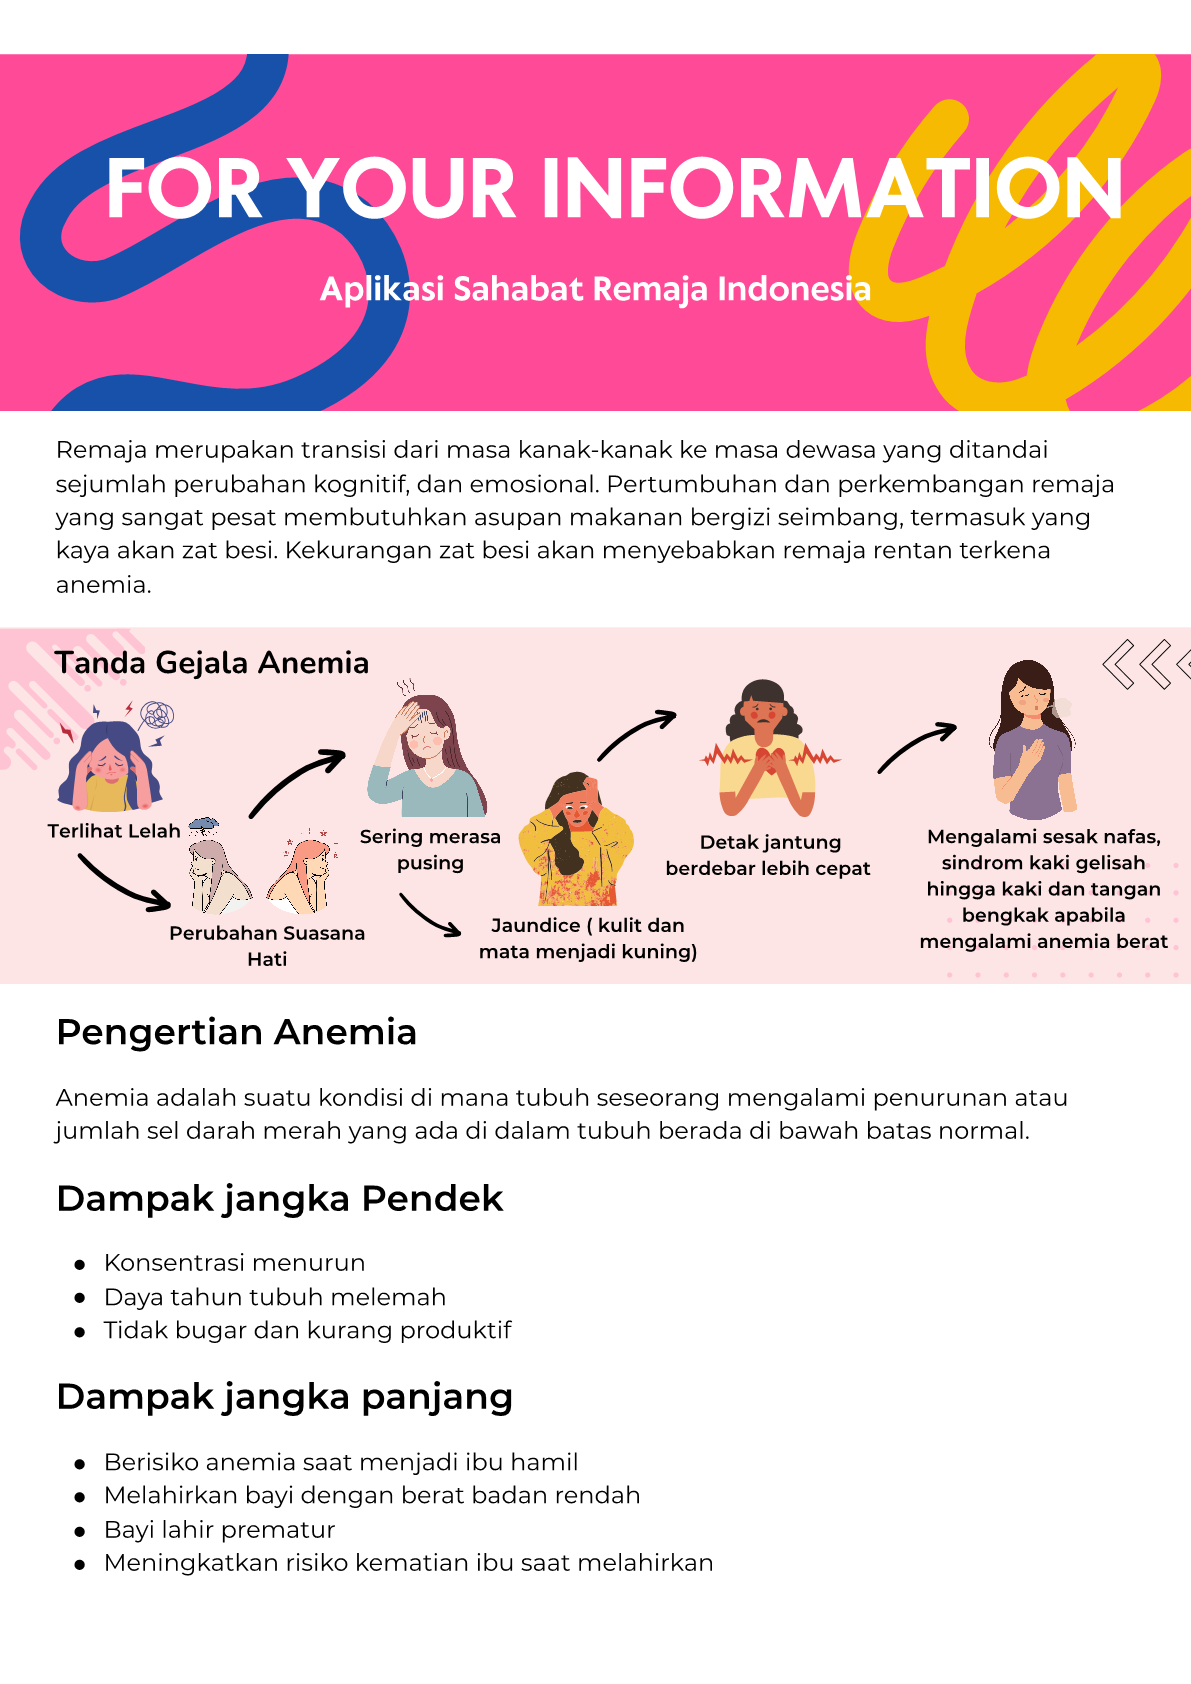 FOR YOUR INFORMATION
Aplikasi Sahabat Remaja Indonesia
Remaja merupakan transisi dari masa kanak-kanak ke masa dewasa yang ditandai
sejumlah perubahan kognitif, dan emosional. Pertumbuhan dan perkembangan remaja
yang sangat pesat membutuhkan asupan makanan bergizi seimbang, termasuk yang
kaya akan zat besi. Kekurangan zat besi akan menyebabkan remaja rentan terkena
anemia.
Tanda Gejala Anemia
Terlihat Lelah
Perubahan Suasana
Hati
Sering merasa
pusing
Jaundice ( kulit dan
mata menjadi kuning)
Detak jantung
berdebar lebih cepat
Mengalami sesak nafas,
sindrom kaki gelisah
hingga kaki dan tangan
bengkak apabila
mengalami anemia berat
Pengertian Anemia
Anemia adalah suatu kondisi di mana tubuh seseorang mengalami penurunan atau
jumlah sel darah merah yang ada di dalam tubuh berada di bawah batas normal.
Dampak jangka Pendek
● Konsentrasi menurun
● Daya tahun tubuh melemah
● Tidak bugar dan kurang produktif
Dampak jangka panjang
● Berisiko anemia saat menjadi ibu hamil
● Melahirkan bayi dengan berat badan rendah
● Bayi lahir prematur
● Meningkatkan risiko kematian ibu saat melahirkan